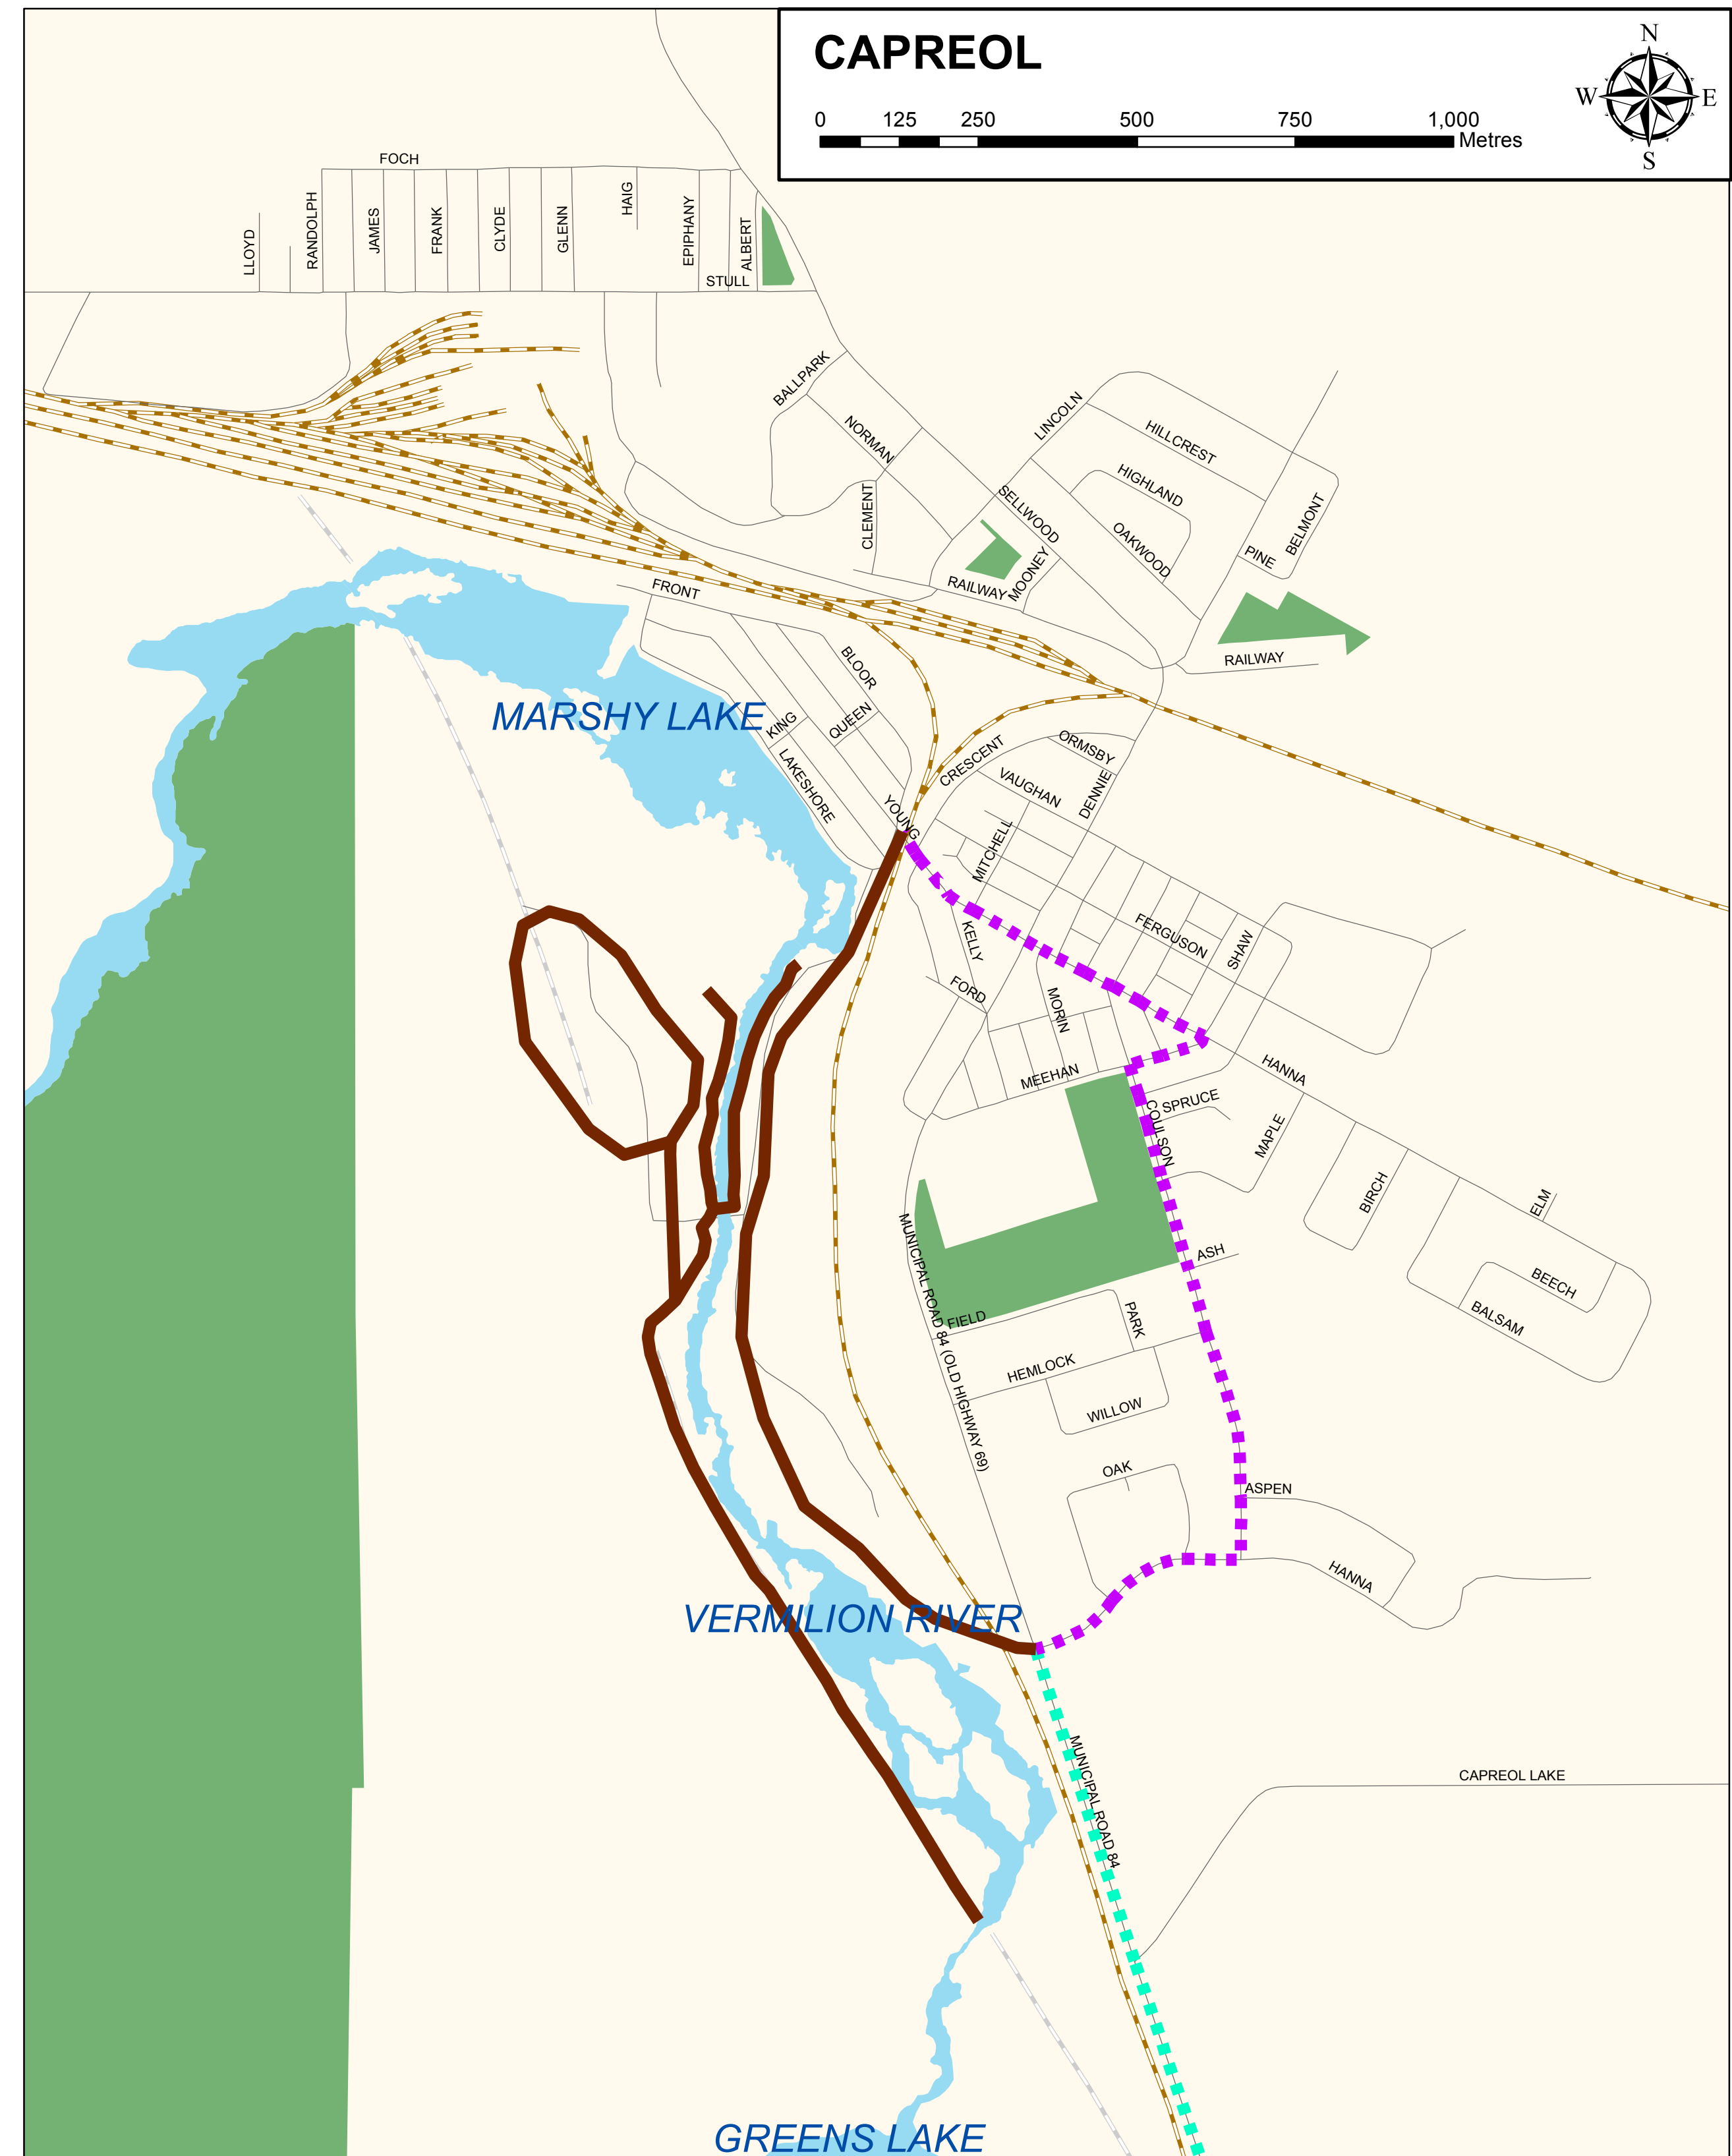 CAPREOL
N
W
E
S
0 125 250 500 750 1,000
Metres
FOCH
LLOYD
RANDOLPH
JAMES
FRANK
CLYDE
GLENN
HAIG
EPIPHANY
ALBERT
STULL
BALLPARK
NORMAN
CLEMENT
LINCOLN
HILLCREST
HIGHLAND
SELLWOOD
OAKWOOD
BELMONT
PINE
MOONEY
RAILWAY
RAILWAY
FRONT
BLOOR
KING
QUEEN
LAKESHORE
MARSHY LAKE
YOUNG
CRESCENT
ORMSBY
VAUGHAN
DENNIE
MITCHELL
KELLY
FERGUSON
SHAW
FORD
MORIN
MEEHAN
HANNA
SPRUCE
COULSON
MAPLE
BIRCH
ELM
ASH
BEECH
BALSAM
MUNICIPAL ROAD 84 (OLD HIGHWAY 69)
FIELD
PARK
HEMLOCK
WILLOW
OAK
ASPEN
HANNA
VERMILION RIVER
MUNICIPAL ROAD 84
CAPREOL LAKE
GREENS LAKE